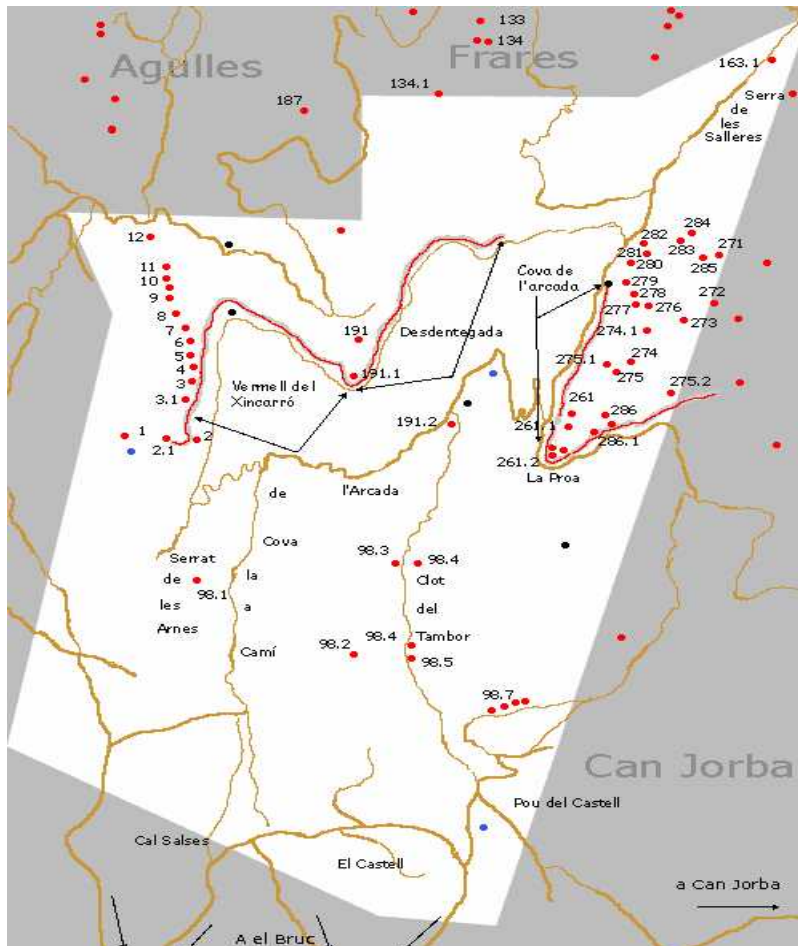 133
134
Agulles
Frares
163.1
134.1
187
Serra
de
les
Salleres
12
284
282
283
271
281
280
285
11
10
9
Cova de
l'arcada
279
278
277
276
272
8
7
273
6
191
Desdentegada
274.1
5
4
275.1
274
275
3
191.1
Vermell del
Xincarró
275.2
3.1
261
286
191.2
261.1
1
2
2.1
286.1
261.2
La Proa
de
l'Arcada
Cova
la
a
Camí
Serrat
de
les
Arnes
98.1
98.3
98.4
Clot
del
Tambor
98.4
98.2
98.5
98.7
Can Jorba
Pou del Castell
Cal Salses
El Castell
a Can Jorba
A el Bruc